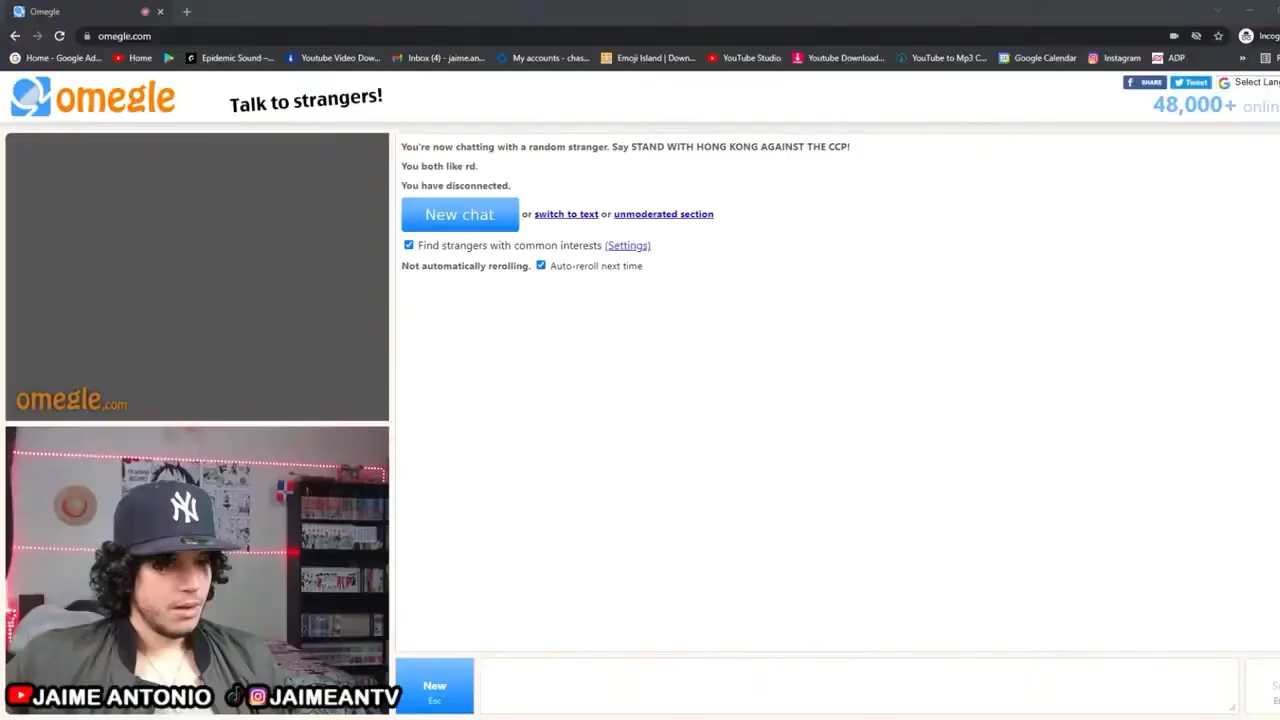 Omegle
omegle.com
Incog
Home - Google Ad...
Home
Epidemic Sound -...
Youtube Video Dow...
Inbox (4) - jaime.an...
My accounts - chas...
Emoji Island | Down...
YouTube Studio
Youtube Download...
YouTube to Mp3 C...
Google Calendar
Instagram
ADP
omegle
Talk to strangers!
SHARE
Tweet
Select Lang
48,000+ online
You're now chatting with a random stranger. Say STAND WITH HONG KONG AGAINST THE CCP!
You both like rd.
You have disconnected.
New chat or switch to text or unmoderated section
Find strangers with common interests (Settings)
Not automatically rerolling. Auto-reroll next time
omegle.com
NY
New
Esc
JAIME ANTONIO
JAIMEANTV